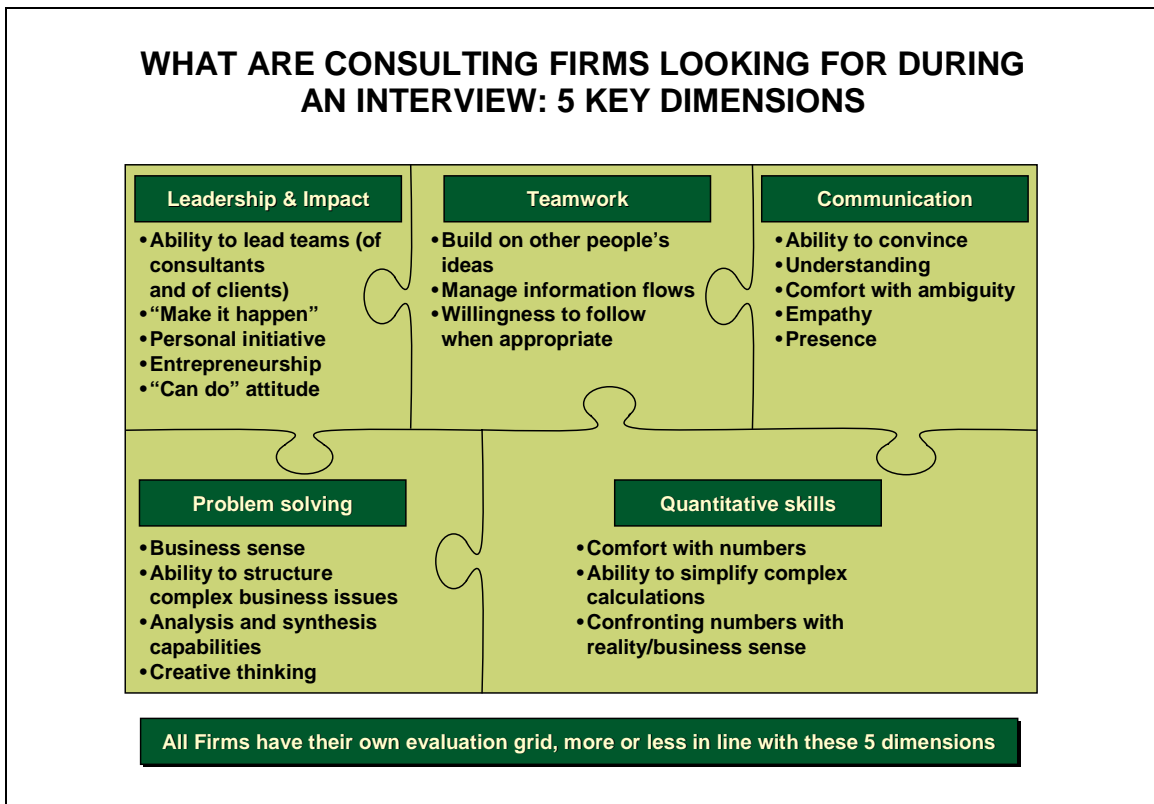 WHAT ARE CONSULTING FIRMS LOOKING FOR DURING
AN INTERVIEW: 5 KEY DIMENSIONS
Leadership & Impact
•Ability to lead teams (of
consultants
and of clients)
•“Make it happen”
•Personal initiative
•Entrepreneurship
•“Can do” attitude
Teamwork
•Build on other people’s
ideas
•Manage information flows
•Willingness to follow
when appropriate
Communication
•Ability to convince
•Understanding
•Comfort with ambiguity
•Empathy
•Presence
Problem solving
•Business sense
•Ability to structure
complex business issues
•Analysis and synthesis
capabilities
•Creative thinking
Quantitative skills
•Comfort with numbers
•Ability to simplify complex
calculations
•Confronting numbers with
reality/business sense
All Firms have their own evaluation grid, more or less in line with these 5 dimensions